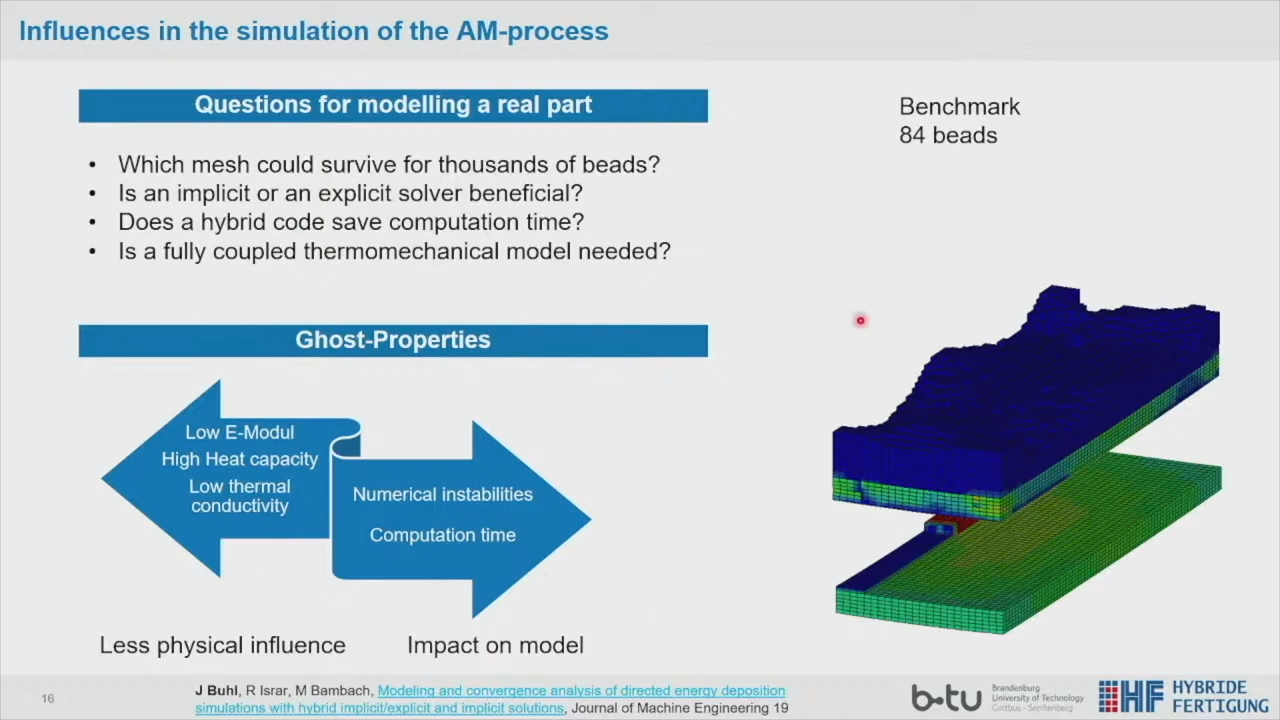 Influences in the simulation of the AM-process
Questions for modelling a real part
• Which mesh could survive for thousands of beads?
• Is an implicit or an explicit solver beneficial?
• Does a hybrid code save computation time?
• Is a fully coupled thermomechanical model needed?
Benchmark
84 beads
Ghost-Properties
Low E-Modul
High Heat capacity
Low thermal
conductivity
Numerical instabilities
Computation time
Less physical influence
Impact on model
16
J Buhl, R Israr, M Bambach, Modeling and convergence analysis of directed energy deposition
simulations with hybrid implicit/explicit and implicit solutions, Journal of Machine Engineering 19
b-tu
Brandenburg
University of Technology
Cottbus - Senftenberg
HF
HYBRIDE
FERTIGUNG